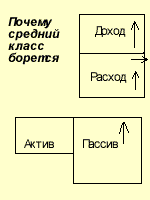 Почему
средний
класс
борется
Доход
Расход
Актив
Пассив